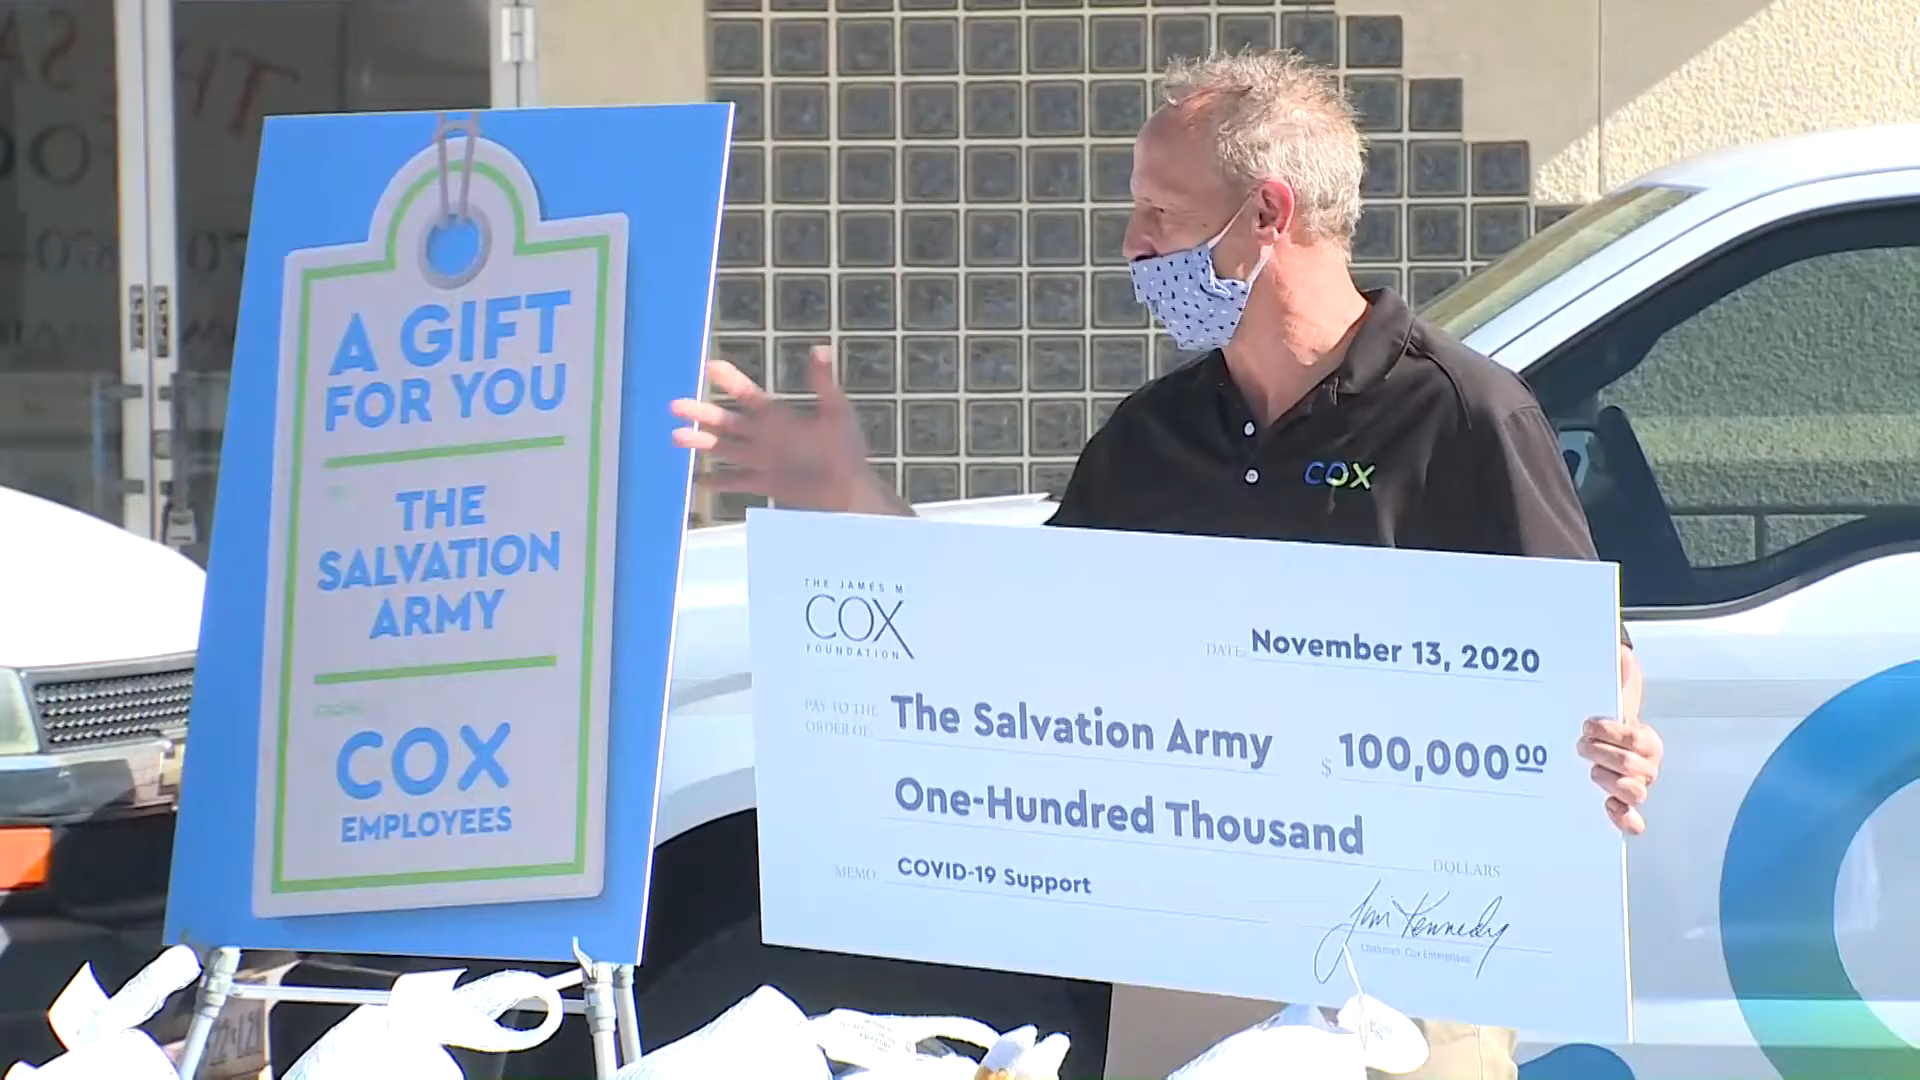 A GIFT
FOR YOU
THE
SALVATION
ARMY
COX
EMPLOYEES
COX
THE JAMES M
COX
FOUNDATION
DATE: November 13, 2020
PAY TO THE
ORDER OF: The Salvation Army $ 100,000 00
One-Hundred Thousand
DOLLARS
MEMO: COVID-19 Support
Jim Kennedy
Chairman, Cox Enterprises